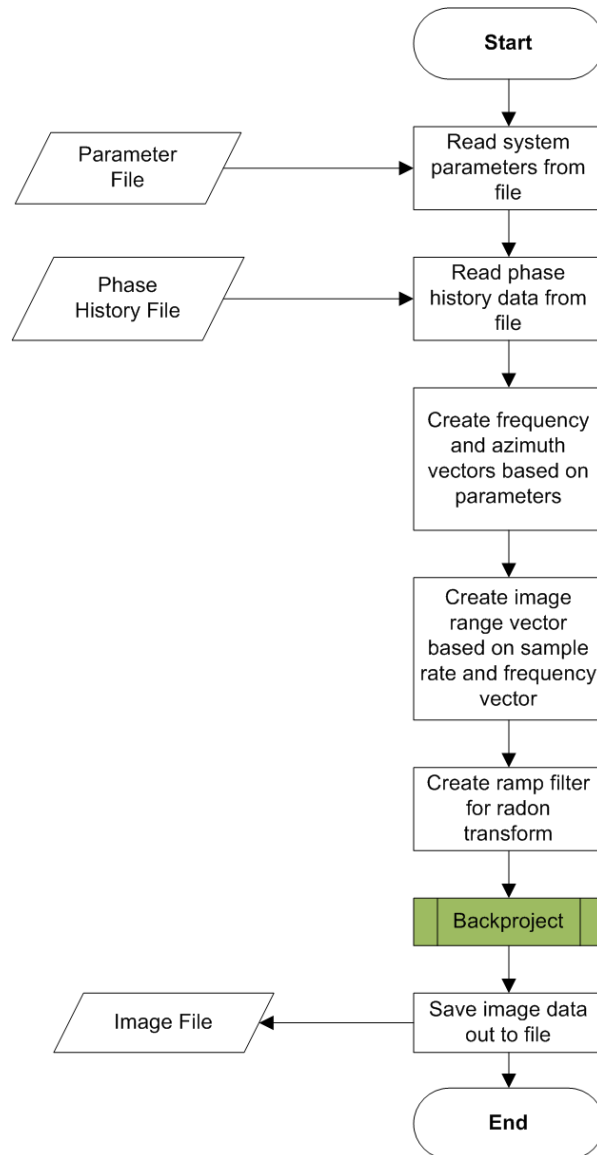 Start
Parameter
File
Read system
parameters from
file
Phase
History File
Read phase
history data from
file
Create frequency
and azimuth
vectors based on
parameters
Create image
range vector
based on sample
rate and frequency
vector
Create ramp filter
for radon
transform
Backproject
Image File
Save image data
out to file
End